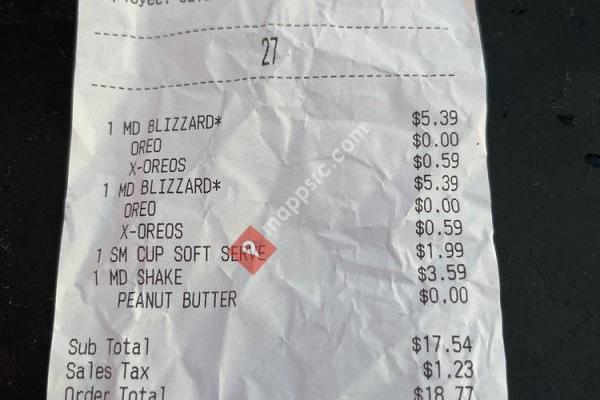 27
1 MD BLIZZARD* $5.39
OREO $0.00
X-OREOS $0.59
1 MD BLIZZARD* $5.39
OREO $0.00
X-OREOS $0.59
1 SM CUP SOFT SERVE $1.99
1 MD SHAKE $3.59
PEANUT BUTTER $0.00
Sub Total $17.54
Sales Tax $1.23
Order Total $18.77
mappstc.com